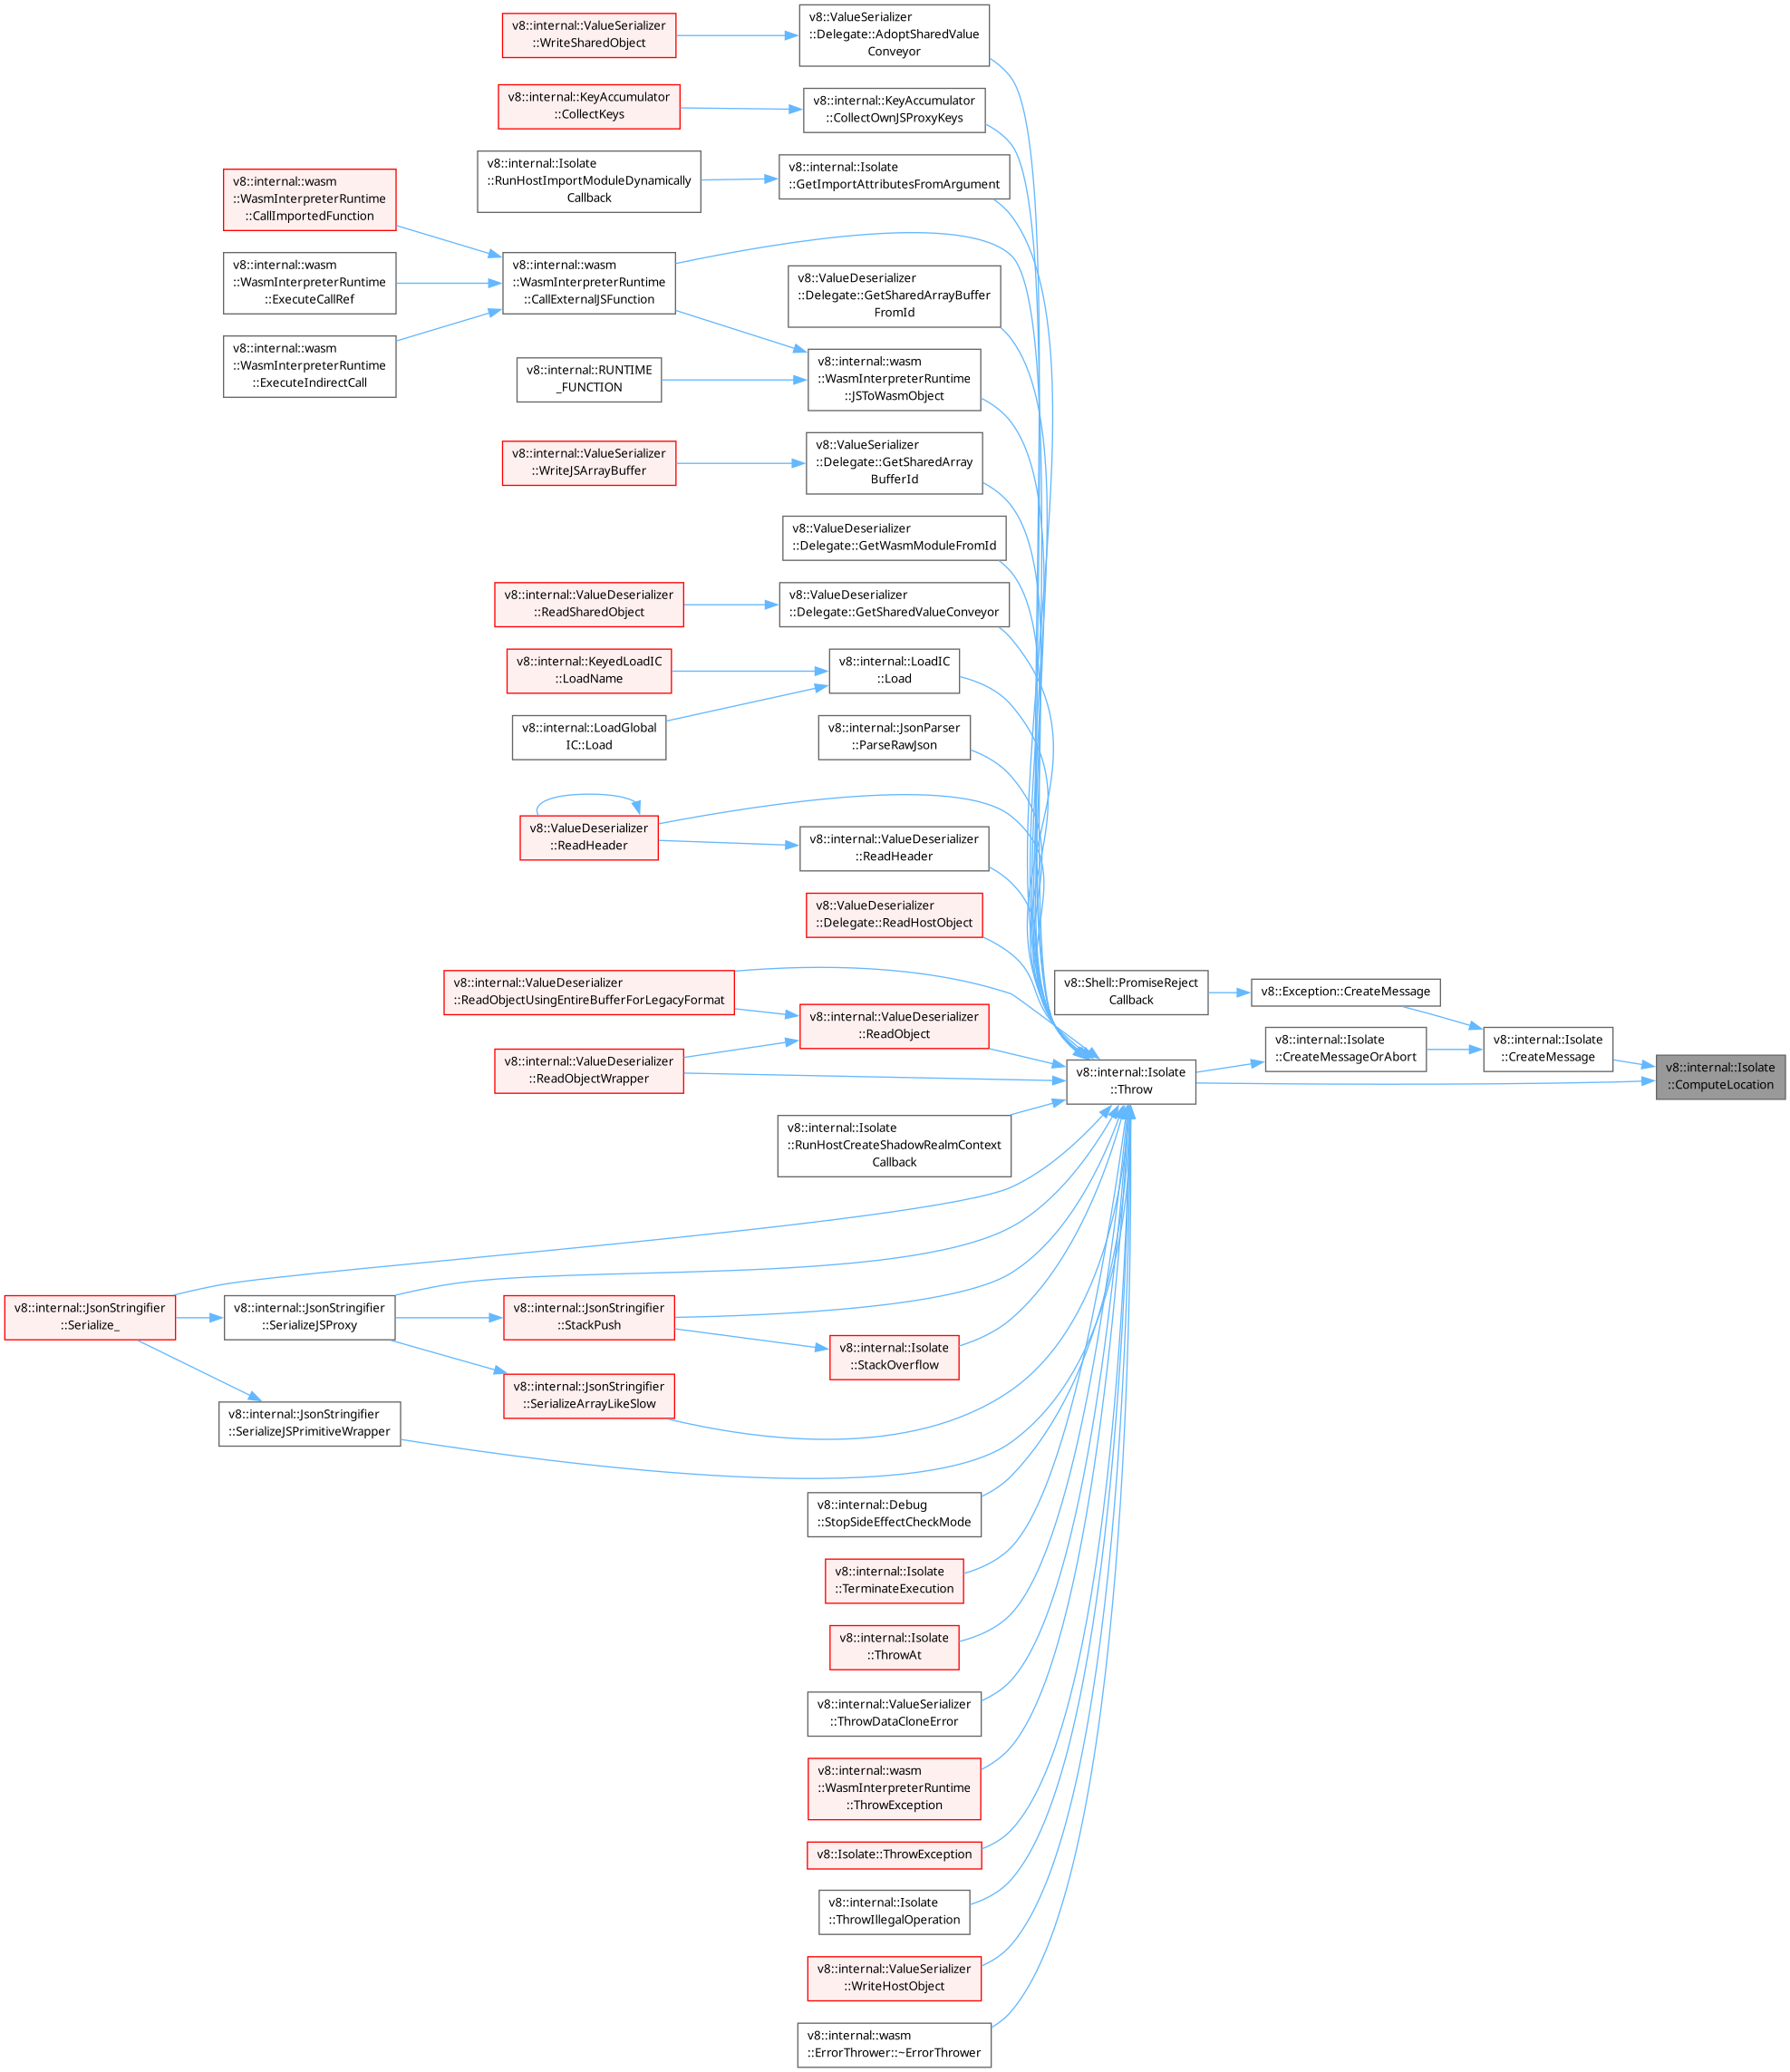 v8::internal::ValueSerializer
::WriteSharedObject
v8::ValueSerializer
::Delegate::AdoptSharedValue
Conveyor
v8::internal::KeyAccumulator
::CollectKeys
v8::internal::KeyAccumulator
::CollectOwnJSProxyKeys
v8::internal::Isolate
::RunHostImportModuleDynamically
Callback
v8::internal::Isolate
::GetImportAttributesFromArgument
v8::internal::wasm
::WasmInterpreterRuntime
::CallImportedFunction
v8::internal::wasm
::WasmInterpreterRuntime
::ExecuteCallRef
v8::internal::wasm
::WasmInterpreterRuntime
::CallExternalJSFunction
v8::ValueDeserializer
::Delegate::GetSharedArrayBuffer
FromId
v8::internal::wasm
::WasmInterpreterRuntime
::ExecuteIndirectCall
v8::internal::RUNTIME
_FUNCTION
v8::internal::wasm
::WasmInterpreterRuntime
::JSToWasmObject
v8::internal::ValueSerializer
::WriteJSArrayBuffer
v8::ValueSerializer
::Delegate::GetSharedArray
BufferId
v8::ValueDeserializer
::Delegate::GetWasmModuleFromId
v8::internal::ValueDeserializer
::ReadSharedObject
v8::ValueDeserializer
::Delegate::GetSharedValueConveyor
v8::internal::KeyedLoadIC
::LoadName
v8::internal::LoadIC
::Load
v8::internal::LoadGlobal
IC::Load
v8::internal::JsonParser
::ParseRawJson
v8::ValueDeserializer
::ReadHeader
v8::internal::ValueDeserializer
::ReadHeader
v8::ValueDeserializer
::Delegate::ReadHostObject
v8::internal::ValueDeserializer
::ReadObjectUsingEntireBufferForLegacyFormat
v8::internal::ValueDeserializer
::ReadObject
v8::internal::ValueDeserializer
::ReadObjectWrapper
v8::Shell::PromiseReject
Callback
v8::Exception::CreateMessage
v8::internal::Isolate
::CreateMessageOrAbort
v8::internal::Isolate
::CreateMessage
v8::internal::Isolate
::Throw
v8::internal::Isolate
::ComputeLocation
v8::internal::Isolate
::RunHostCreateShadowRealmContext
Callback
v8::internal::JsonStringifier
::Serialize_
v8::internal::JsonStringifier
::SerializeJSProxy
v8::internal::JsonStringifier
::StackPush
v8::internal::Isolate
::StackOverflow
v8::internal::JsonStringifier
::SerializeArrayLikeSlow
v8::internal::JsonStringifier
::SerializeJSPrimitiveWrapper
v8::internal::Debug
::StopSideEffectCheckMode
v8::internal::Isolate
::TerminateExecution
v8::internal::Isolate
::ThrowAt
v8::internal::ValueSerializer
::ThrowDataCloneError
v8::internal::wasm
::WasmInterpreterRuntime
::ThrowException
v8::Isolate::ThrowException
v8::internal::Isolate
::ThrowIllegalOperation
v8::internal::ValueSerializer
::WriteHostObject
v8::internal::wasm
::ErrorThrower::~ErrorThrower